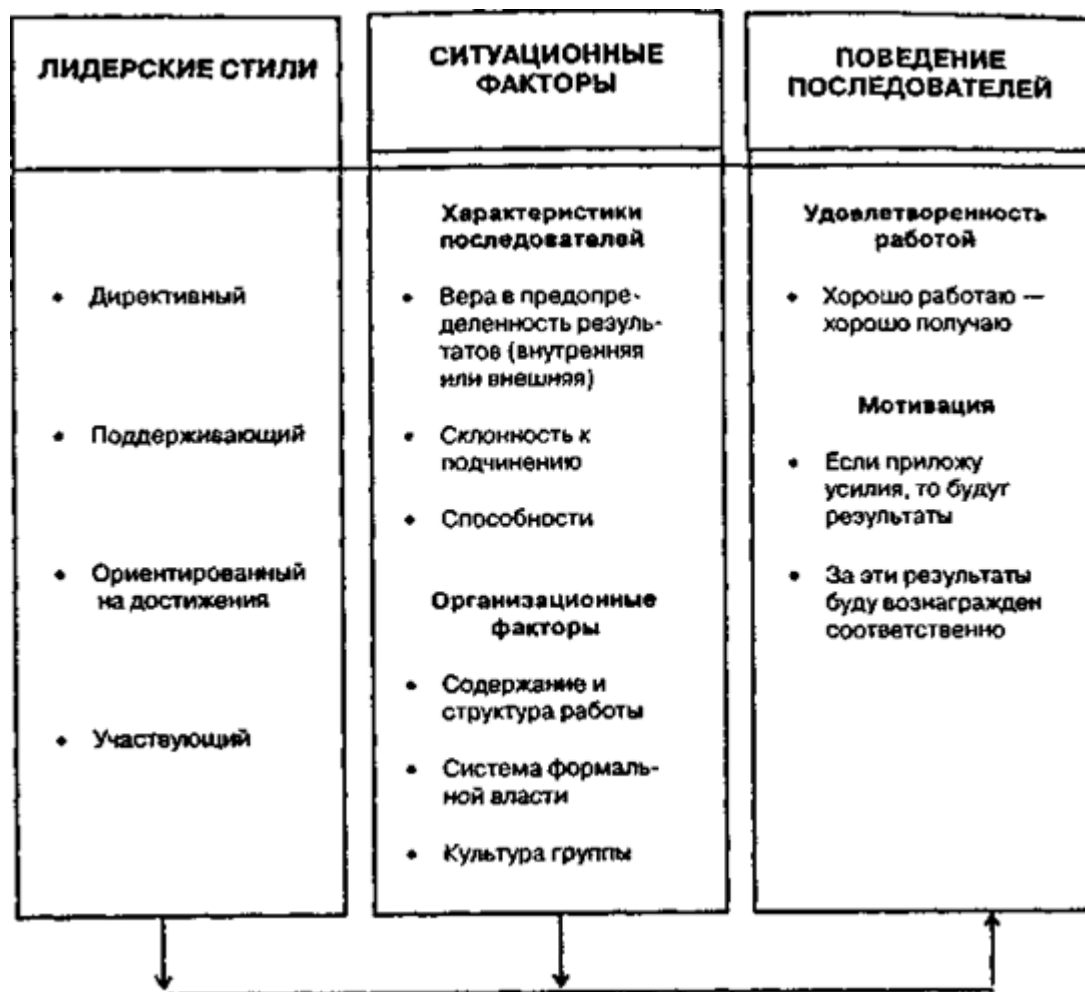 ЛИДЕРСКИЕ СТИЛИ
• Директивный
• Поддерживающий
• Ориентированный
на достижения
• Участвующий
СИТУАЦИОННЫЕ
ФАКТОРЫ
Характеристики
последователей
• Вера в предопре-
деленность резуль-
татов (внутренняя
или внешняя)
• Склонность к
подчинению
• Способности
Организационные
факторы
• Содержание и
структура работы
• Система формаль-
ной власти
• Культура группы
ПОВЕДЕНИЕ
ПОСЛЕДОВАТЕЛЕЙ
Удовлетворенность
работой
• Хорошо работаю —
хорошо получаю
Мотивация
• Если приложу
усилия, то будут
результаты
• За эти результаты
буду вознагражден
соответственно